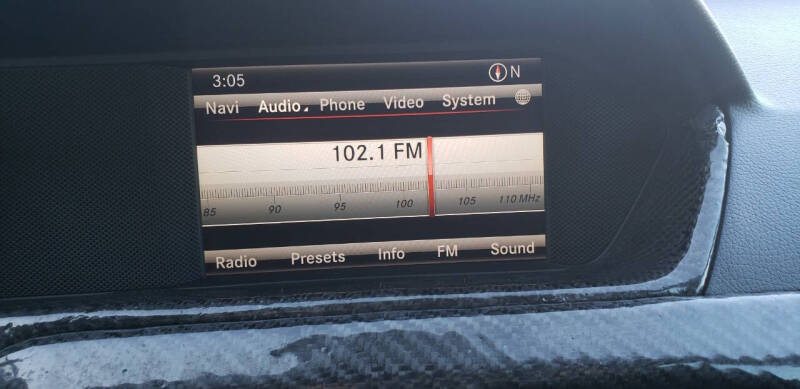 3:05 N
Navi Audio Phone Video System
102.1 FM
85 90 95 100 105 110 MHz
Radio Presets Info FM Sound